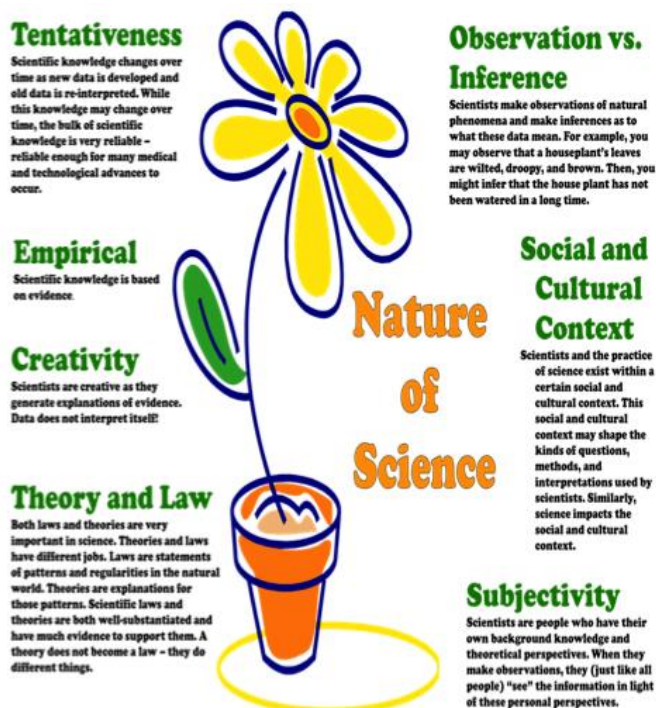 Tentativeness
Scientific knowledge changes over
time as new data is developed and
old data is re-interpreted. While
this knowledge may change over
time, the bulk of scientific
knowledge is very reliable –
reliable enough for many medical
and technological advances to
occur.
Empirical
Scientific knowledge is based
on evidence.
Creativity
Scientists are creative as they
generate explanations of evidence.
Data does not interpret itself!
Theory and Law
Both laws and theories are very
important in science. Theories and laws
have different jobs. Laws are statements
of patterns and regularities in the natural
world. Theories are explanations for
those patterns. Scientific laws and
theories are both well-substantiated and
have much evidence to support them. A
theory does not become a law – they do
different things.
Nature
of
Science
Observation vs.
Inference
Scientists make observations of natural
phenomena and make inferences as to
what these data mean. For example, you
may observe that a houseplant's leaves
are wilted, droopy, and brown. Then, you
might infer that the house plant has not
been watered in a long time.
Social and
Cultural
Context
Scientists and the practice
of science exist within a
certain social and
cultural context. This
social and cultural
context may shape the
kinds of questions,
methods, and
interpretations used by
scientists. Similarly,
science impacts the
social and cultural
context.
Subjectivity
Scientists are people who have their
own background knowledge and
theoretical perspectives. When they
make observations, they (just like all
people) "see" the information in light
of these personal perspectives.